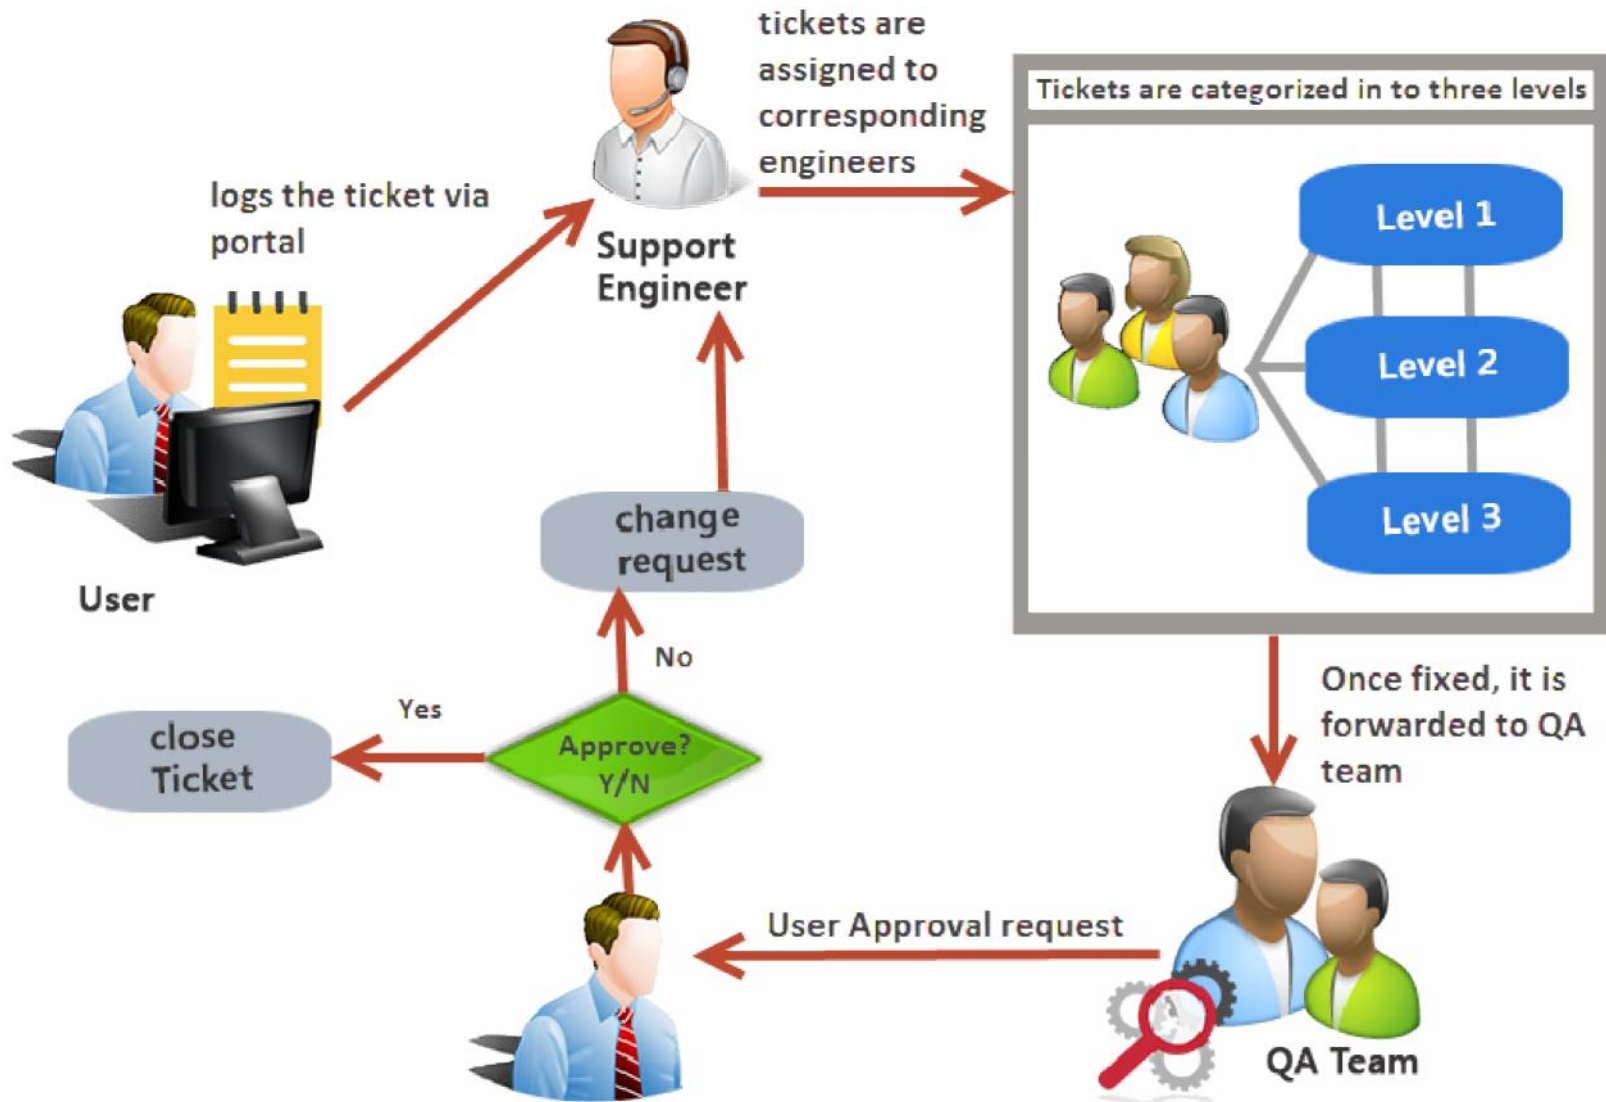 tickets are
assigned to
corresponding
engineers
Tickets are categorized in to three levels
logs the ticket via
portal
Support
Engineer
Level 1
Level 2
Level 3
change
request
User
No
Yes
Once fixed, it is
forwarded to QA
team
close
Ticket
Approve?
Y/N
User Approval request
QA Team